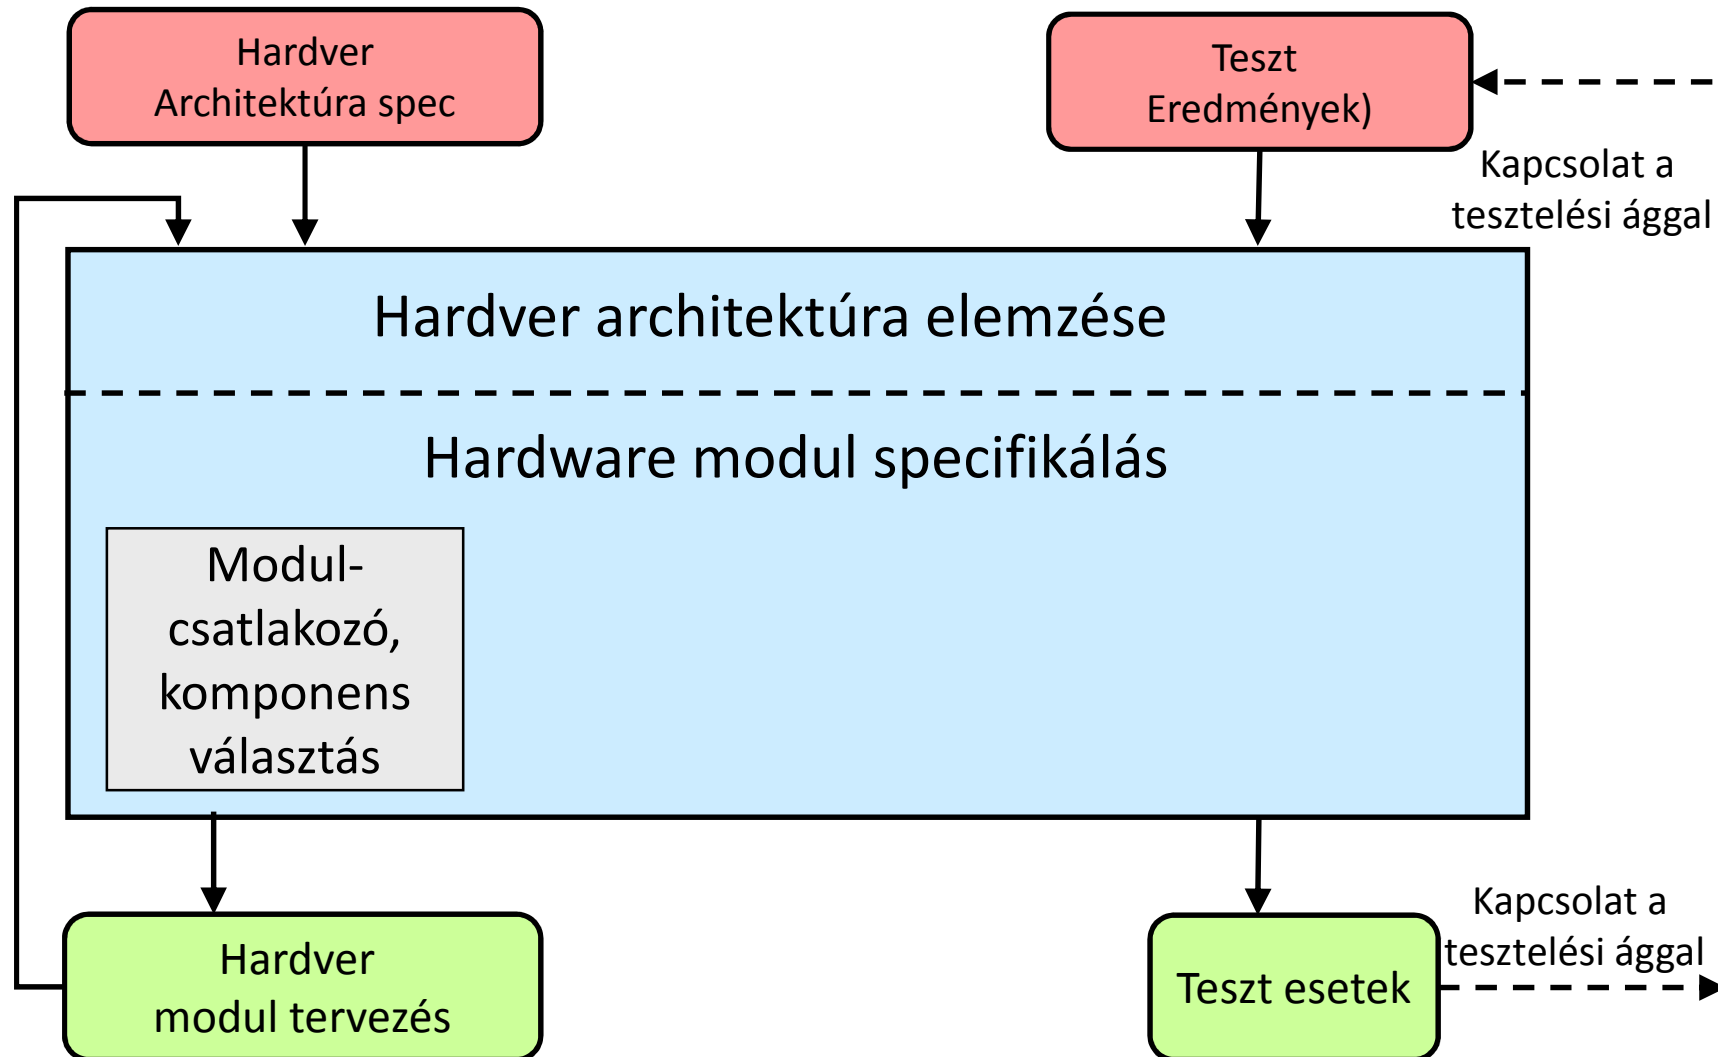 Hardver
Architektúra spec
Teszt
Eredmények)
Kapcsolat a
tesztelési ággal
Hardver architektúra elemzése
Hardware modul specifikálás
Modul-
csatlakozó,
komponens
választás
Hardver
modul tervezés
Teszt esetek
Kapcsolat a
tesztelési ággal